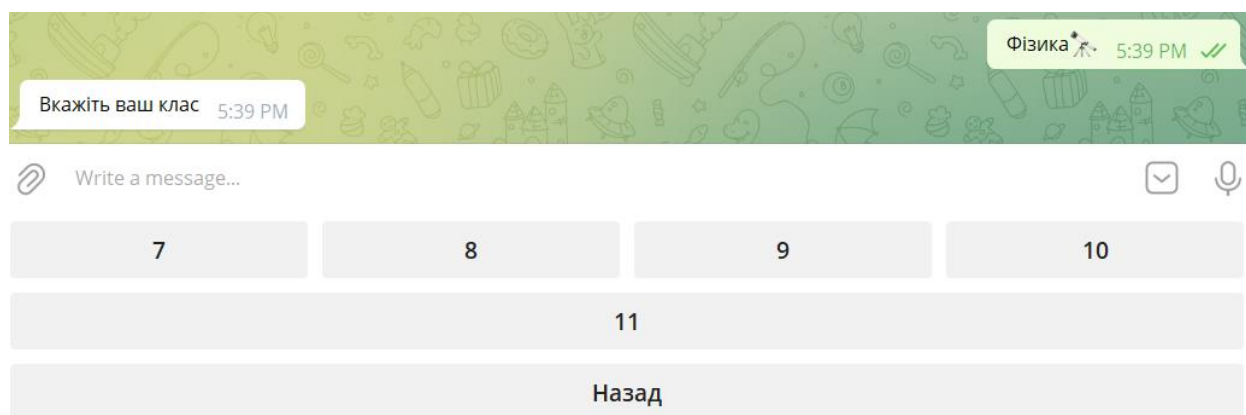 Фізика🔭 5:39 PM
Вкажіть ваш клас 5:39 PM
Write a message...
7 8 9 10
11
Назад